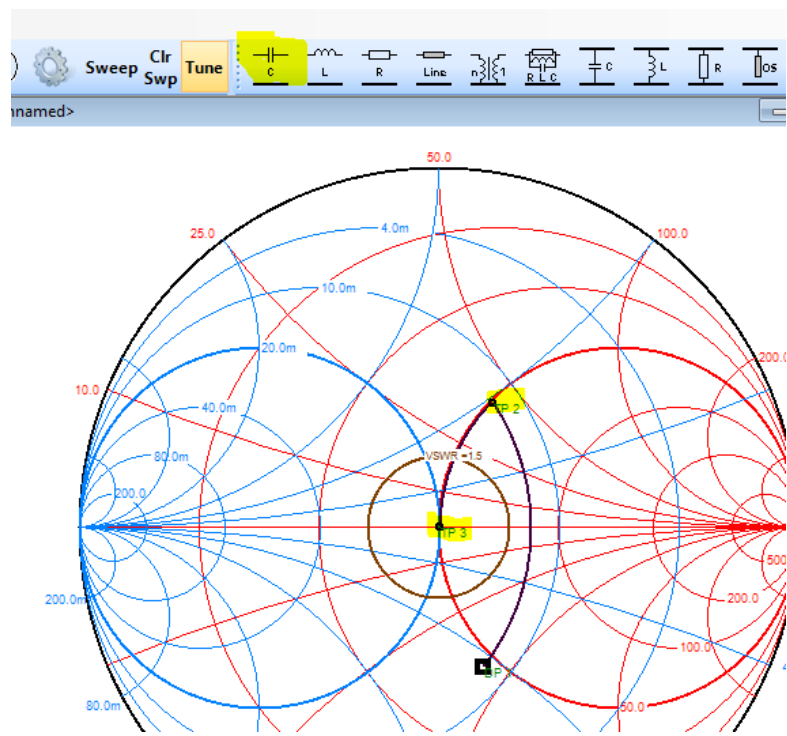 Sweep
Clr
Swp
Tune
C
L
R
Line
n
1
R L C
C
L
R
OS
nnamed>
50.0
25.0
100.0
4.0m
10.0m
20.0m
200.0
10.0
TP 2
40.0m
VSWR =1.5
80.0m
200.0
TP 3
500
200.0m
200.0
100.0
DP
80.0m
50.0